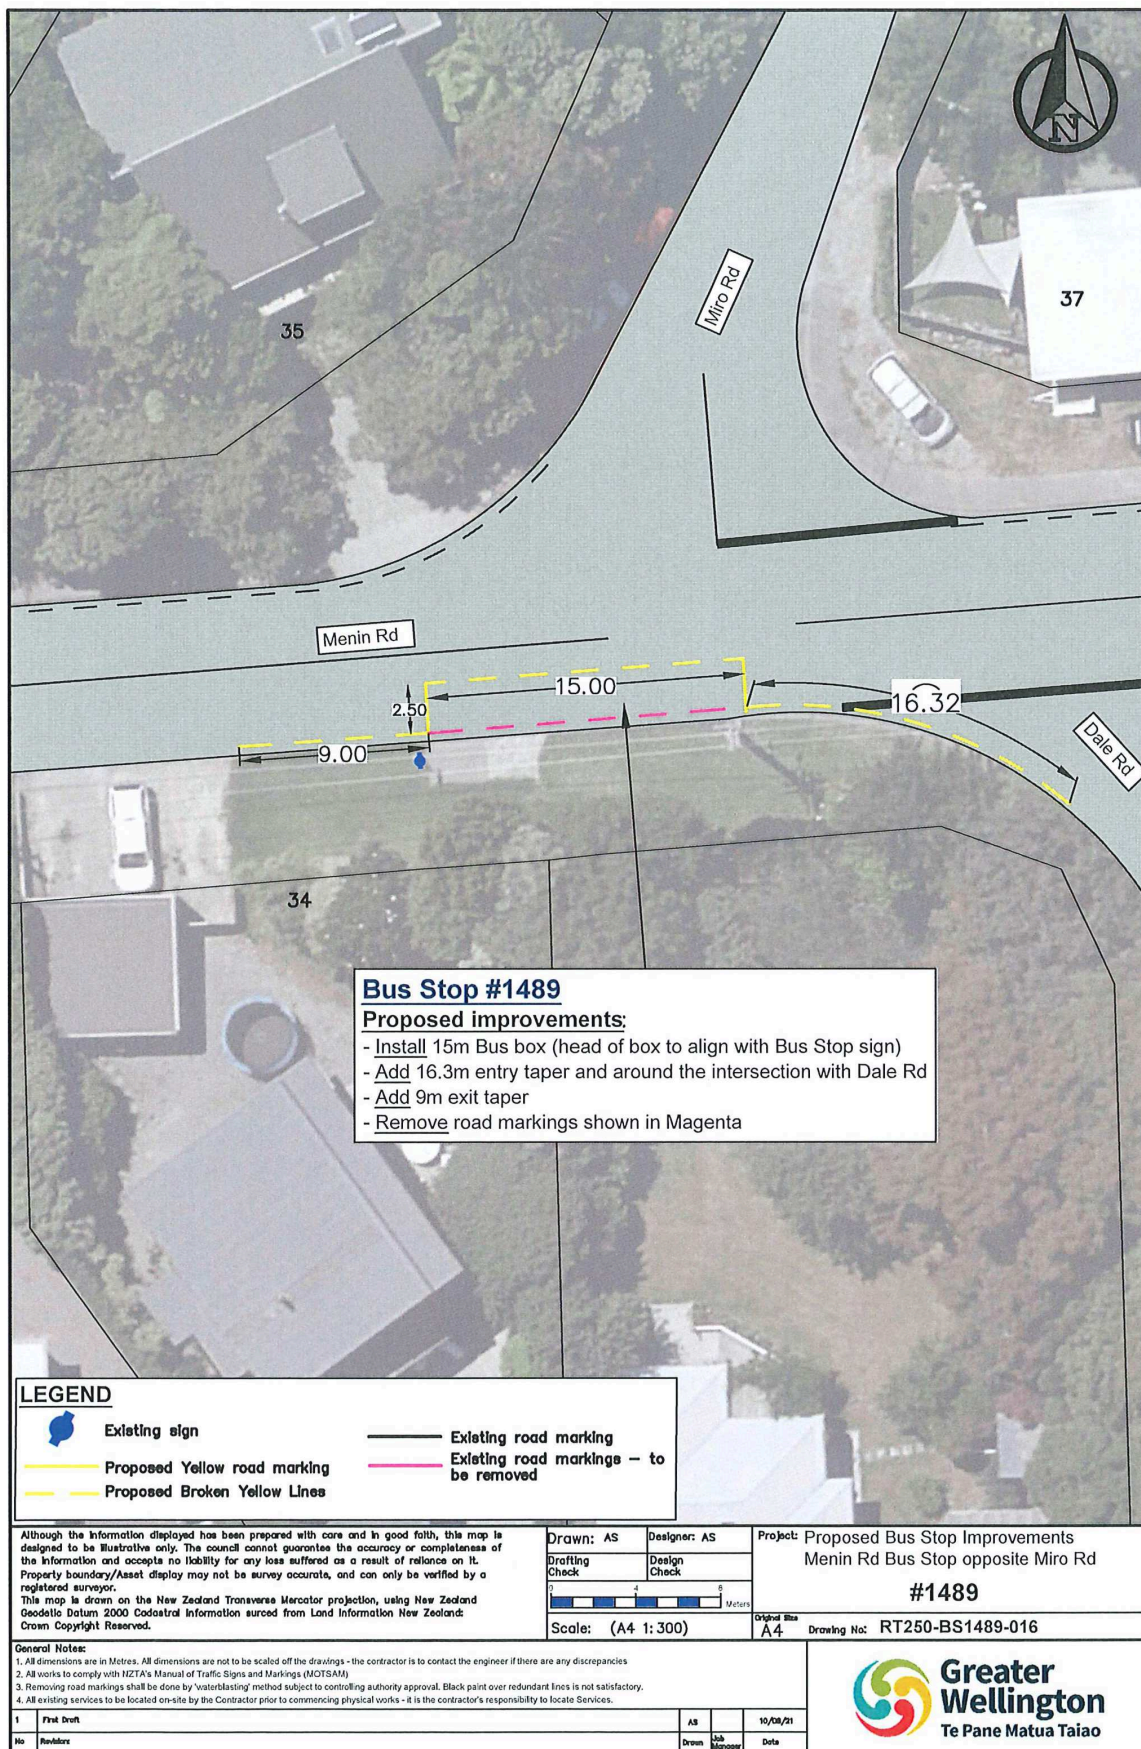 N
Miro Rd
37
35
Menin Rd
15.00
2.50
16.32
9.00
Dale Rd
34
Bus Stop #1489
Proposed improvements:
- Install 15m Bus box (head of box to align with Bus Stop sign)
- Add 16.3m entry taper and around the intersection with Dale Rd
- Add 9m exit taper
- Remove road markings shown in Magenta
LEGEND
Existing sign
Proposed Yellow road marking
Proposed Broken Yellow Lines
Existing road marking
Existing road markings – to
be removed
Although the information displayed has been prepared with care and in good faith, this map is
designed to be illustrative only. The council cannot guarantee the accuracy or completeness of
the information and accepts no liability for any loss suffered as a result of reliance on it.
Property boundary/Asset display may not be survey accurate, and can only be verified by a
registered surveyor.
This map is drawn on the New Zealand Transverse Mercator projection, using New Zealand
Geodetic Datum 2000 Cadastral information surced from Land Information New Zealand:
Crown Copyright Reserved.
Drawn: AS
Designer: AS
Drafting
Check
Design
Check
0 4 8
Meters
Scale: (A4 1:300)
Project: Proposed Bus Stop Improvements
Menin Rd Bus Stop opposite Miro Rd
#1489
Original Size
A4
Drawing No: RT250-BS1489-016
General Notes:
1. All dimensions are in Metres. All dimensions are not to be scaled off the drawings - the contractor is to contact the engineer if there are any discrepancies
2. All works to comply with NZTA's Manual of Traffic Signs and Markings (MOTSAM)
3. Removing road markings shall be done by 'waterblasting' method subject to controlling authority approval. Black paint over redundant lines is not satisfactory.
4. All existing services to be located on-site by the Contractor prior to commencing physical works - it is the contractor's responsibility to locate Services.
1 First Draft AS 10/08/21
No Revisions Drawn Job Manager Date
Greater
Wellington
Te Pane Matua Taiao